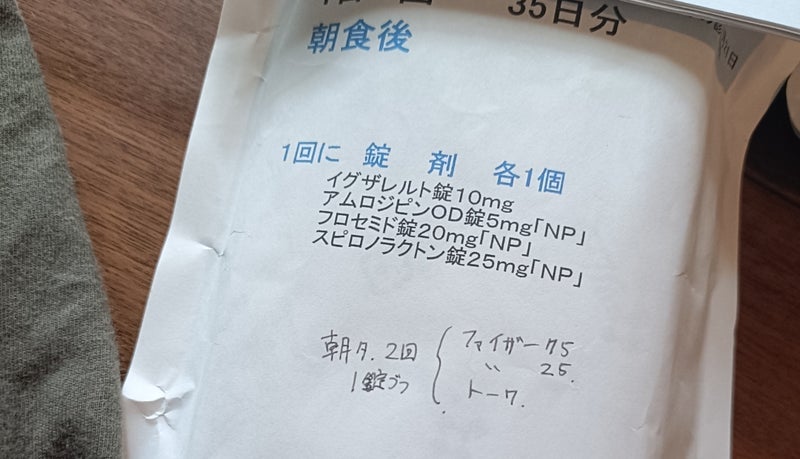 35日分
朝食後
1回に 錠 剤 各1個
イグザレルト錠10mg
アムロジピンOD錠5mg「NP」
フロセミド錠20mg「NP」
スピロノラクトン錠25mg「NP」
朝夕.2回
1錠づつ
ファイザー75
〃 25.
トーワ.